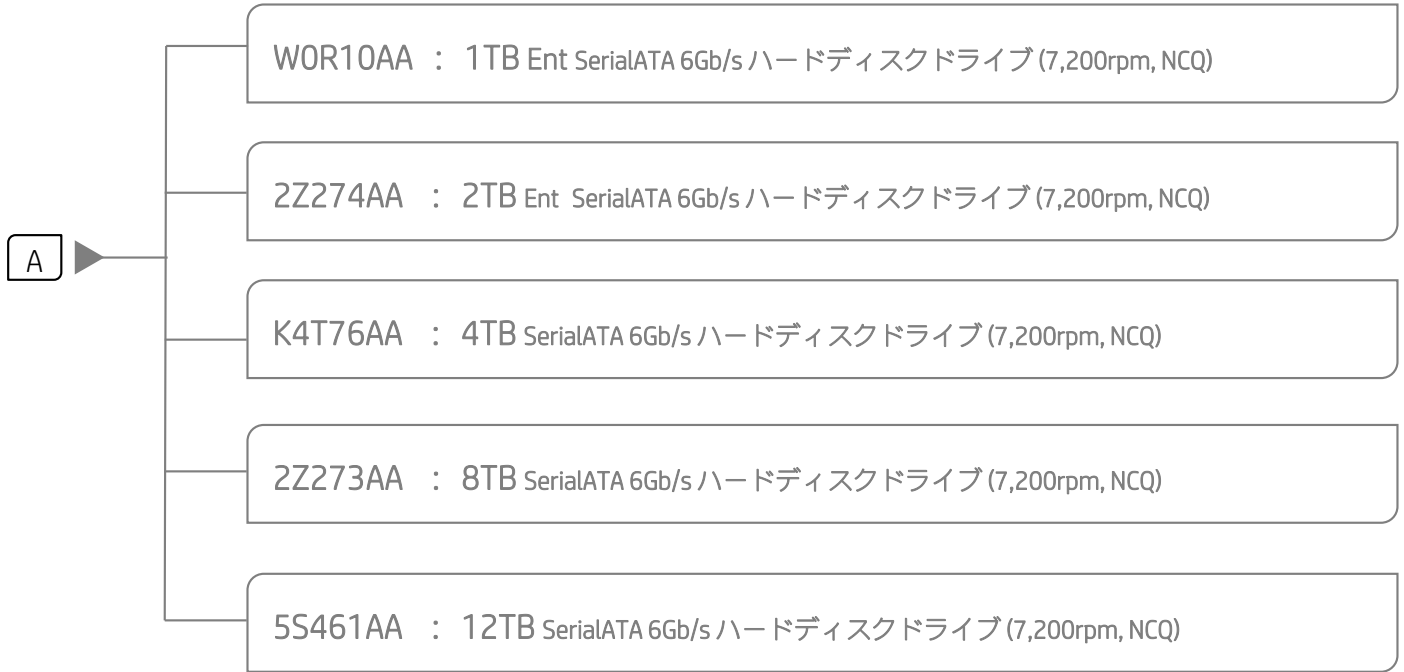 W0R10AA : 1TB Ent SerialATA 6Gb/s ハードディスクドライブ (7,200rpm, NCQ)
2Z274AA : 2TB Ent SerialATA 6Gb/s ハードディスクドライブ (7,200rpm, NCQ)
A
K4T76AA : 4TB SerialATA 6Gb/s ハードディスクドライブ (7,200rpm, NCQ)
2Z273AA : 8TB SerialATA 6Gb/s ハードディスクドライブ (7,200rpm, NCQ)
5S461AA : 12TB SerialATA 6Gb/s ハードディスクドライブ (7,200rpm, NCQ)